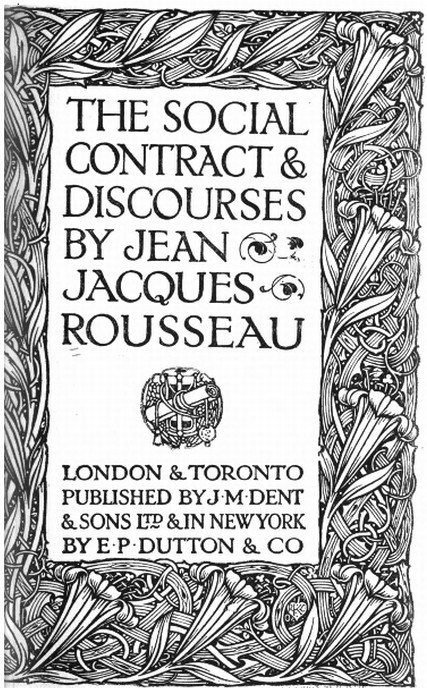 THE SOCIAL
CONTRACT &
DISCOURSES
BY JEAN
JACQUES
ROUSSEAU
LONDON & TORONTO
PUBLISHED BY J·M·DENT
& SONS LTD & IN NEW YORK
BY E·P·DUTTON & CO